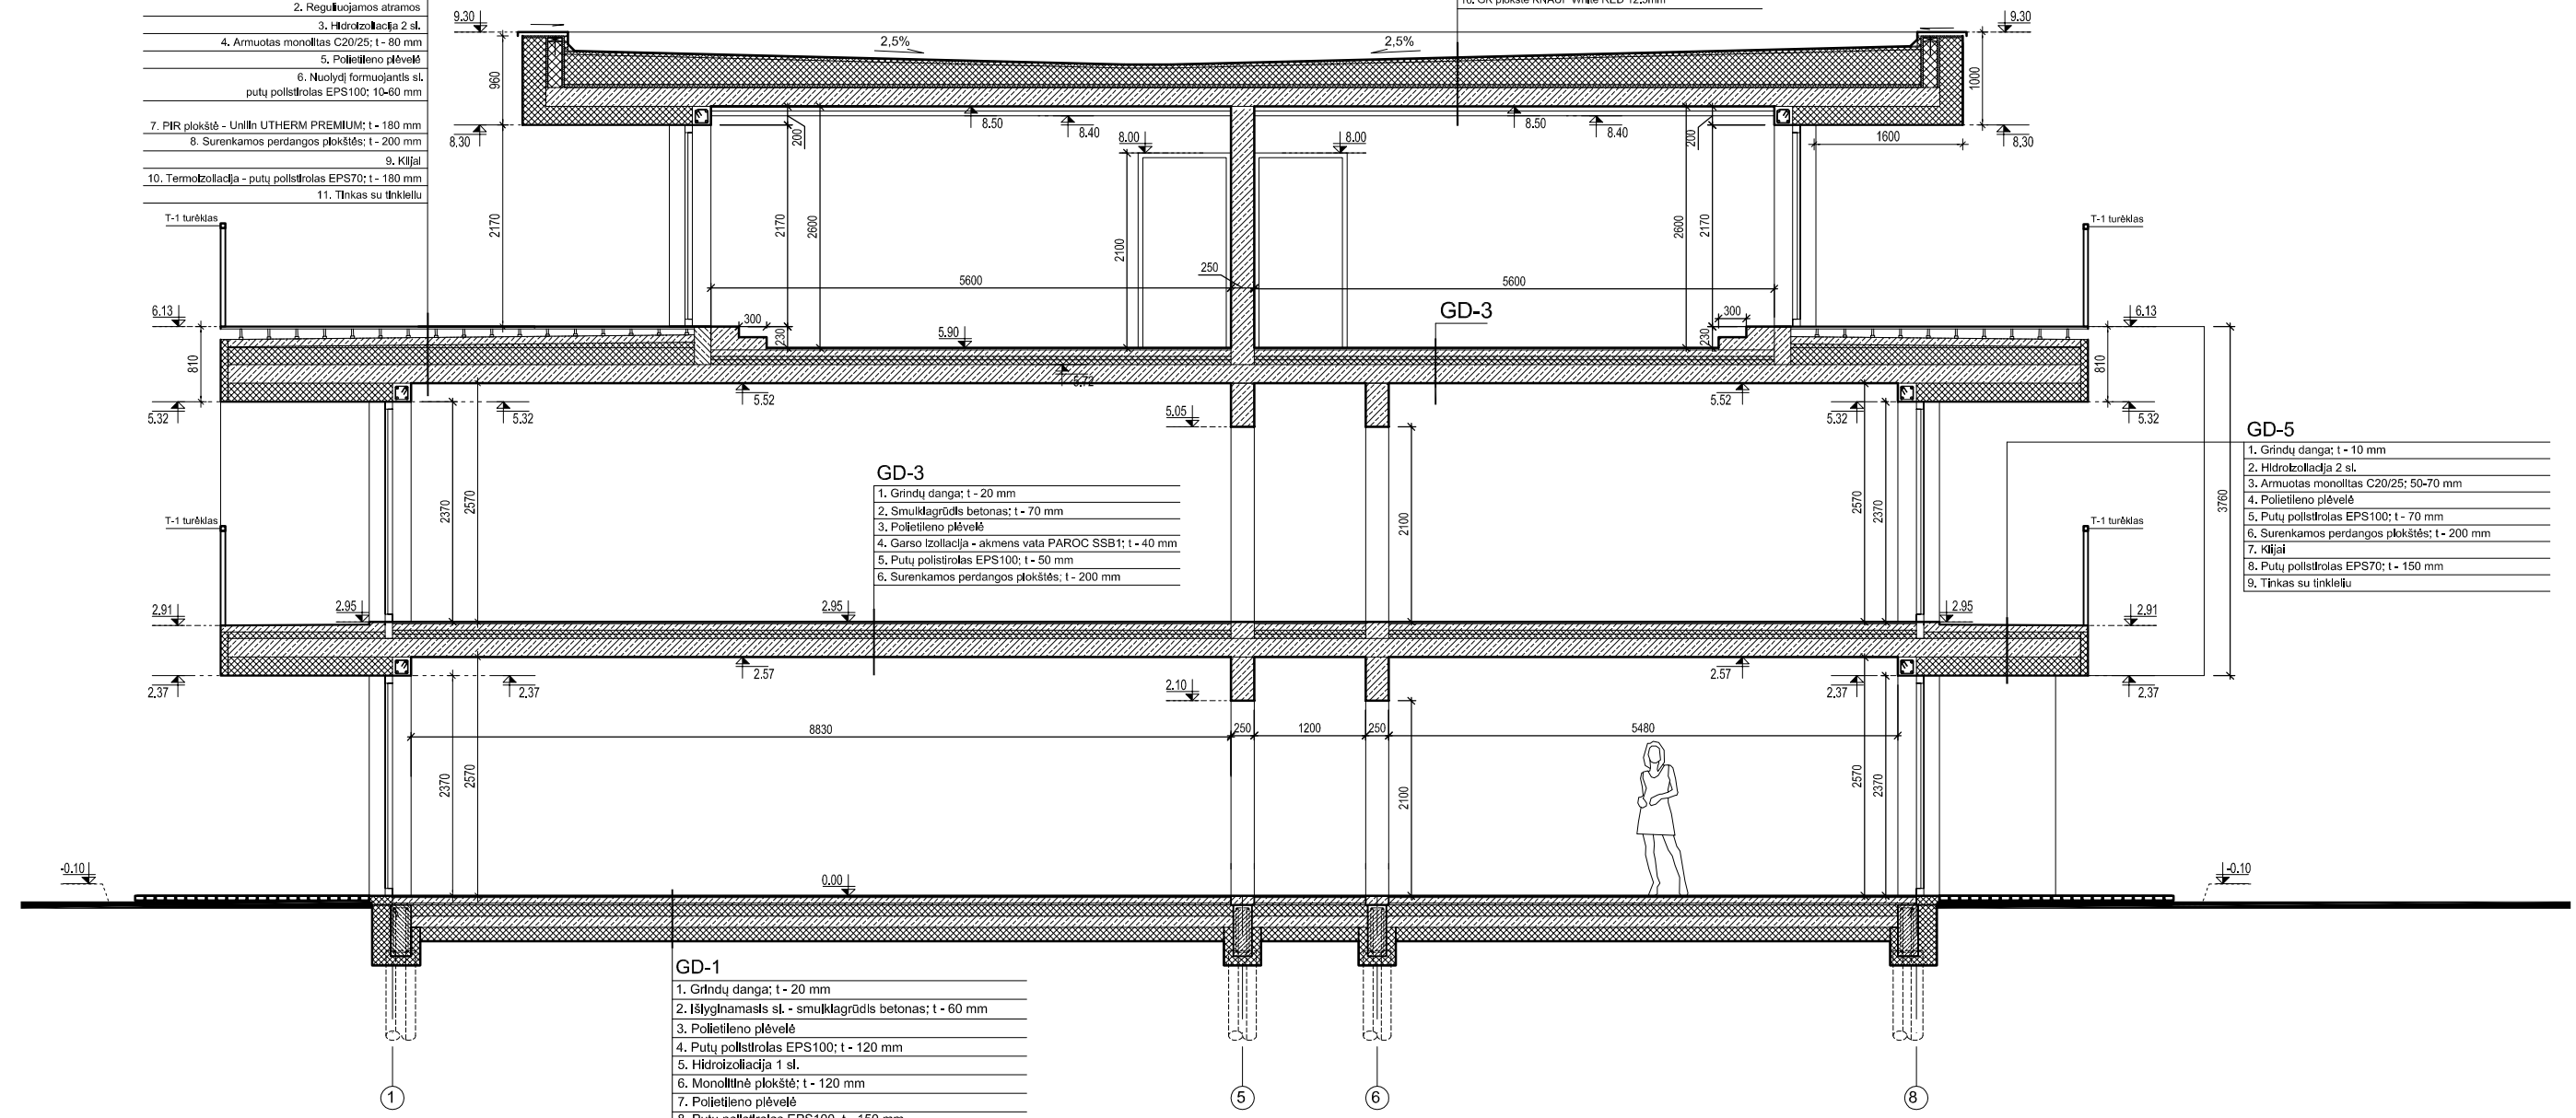 2. Reguliuojamos atramos
3. Hidroizoliacija 2 sl.
4. Armuotas monolitas C20/25; t - 80 mm
5. Polietileno plėvelė
6. Nuolydį formuojantis sl.
putų polistirolas EPS100; 10-60 mm
7. PIR plokštė - Unilin UTHERM PREMIUM; t - 180 mm
8. Surenkamos perdangos plokštės; t - 200 mm
9. Klijai
10. Termoizoliacija - putų polistirolas EPS70; t - 180 mm
11. Tinkas su tinkleliu
9.30
2,5%
2,5%
9.30
960
1000
8.30
200
8.50
8.40
8.00
8.00
8.50
8.40
200
1600
8.30
T-1 turėklas
2170
2170
2600
2100
250
2600
2170
T-1 turėklas
5600
5600
6.13
300
5.90
230
GD-3
300
230
6.13
810
810
5.32
5.32
5.52
5.05
5.52
5.32
5.32
GD-3
1. Grindų danga; t - 20 mm
2. Smulkiagrūdis betonas; t - 70 mm
3. Polietileno plėvelė
4. Garso izoliacija - akmens vata PAROC SSB1; t - 40 mm
5. Putų polistirolas EPS100; t - 50 mm
6. Surenkamos perdangos plokštės; t - 200 mm
GD-5
1. Grindų danga; t - 10 mm
2. Hidroizoliacija 2 sl.
3. Armuotas monolitas C20/25; 50-70 mm
4. Polietileno plėvelė
5. Putų polistirolas EPS100; t - 70 mm
6. Surenkamos perdangos plokštės; t - 200 mm
7. Klijai
8. Putų polistirolas EPS70; t - 150 mm
9. Tinkas su tinkleliu
T-1 turėklas
2370
2570
2100
2570
2370
3760
T-1 turėklas
2.91
2.95
2.95
2.95
2.91
2.37
2.37
2.57
2.10
2.57
2.37
2.37
8830
250
1200
250
5480
2370
2570
2100
2570
2370
-0.10
0.00
-0.10
GD-1
1. Grindų danga; t - 20 mm
2. Išlyginamasis sl. - smulkiagrūdis betonas; t - 60 mm
3. Polietileno plėvelė
4. Putų polistirolas EPS100; t - 120 mm
5. Hidroizoliacija 1 sl.
6. Monolitinė plokštė; t - 120 mm
7. Polietileno plėvelė
8. Putų polistirolas EPS100; t - 150 mm
1
5
6
8